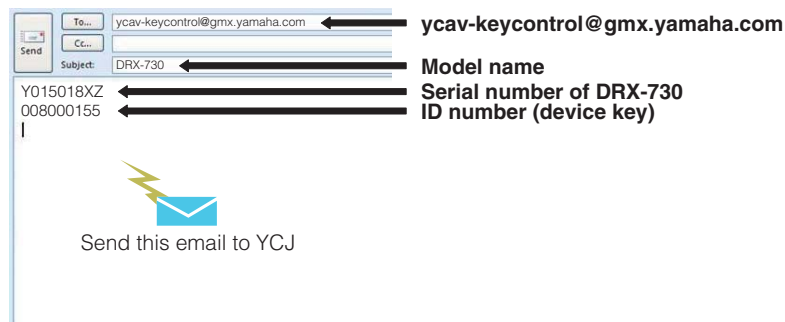 To... ycav-keycontrol@gmx.yamaha.com ycav-keycontrol@gmx.yamaha.com
Cc...
Send
Subject: DRX-730 Model name
Y015018XZ Serial number of DRX-730
008000155 ID number (device key)
Send this email to YCJ